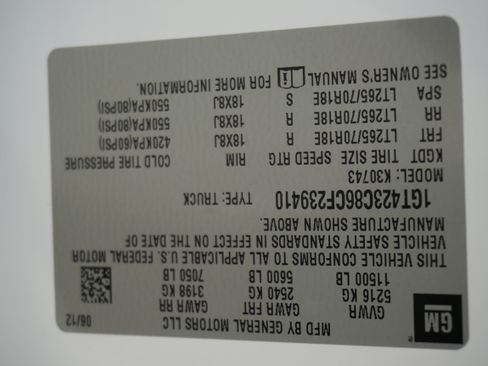 MFD BY GENERAL MOTORS LLC 06/12
GM
GVWR GAWR FRT GAWR RR
5216 KG 2540 KG 3198 KG
11500 LB 5600 LB 7050 LB
THIS VEHICLE CONFORMS TO ALL APPLICABLE U.S. FEDERAL MOTOR
VEHICLE SAFETY STANDARDS IN EFFECT ON THE DATE OF
MANUFACTURE SHOWN ABOVE.
1GT423C86CF239410 TYPE: TRUCK
MODEL: K30743
KGDT TIRE SIZE SPEED RTG RIM COLD TIRE PRESSURE
FRT LT265/70R18E R 18X8J 420KPA(60PSI)
RR LT265/70R18E R 18X8J 550KPA(80PSI)
SPA LT265/70R18E S 18X8J 550KPA(80PSI)
SEE OWNER'S MANUAL FOR MORE INFORMATION.